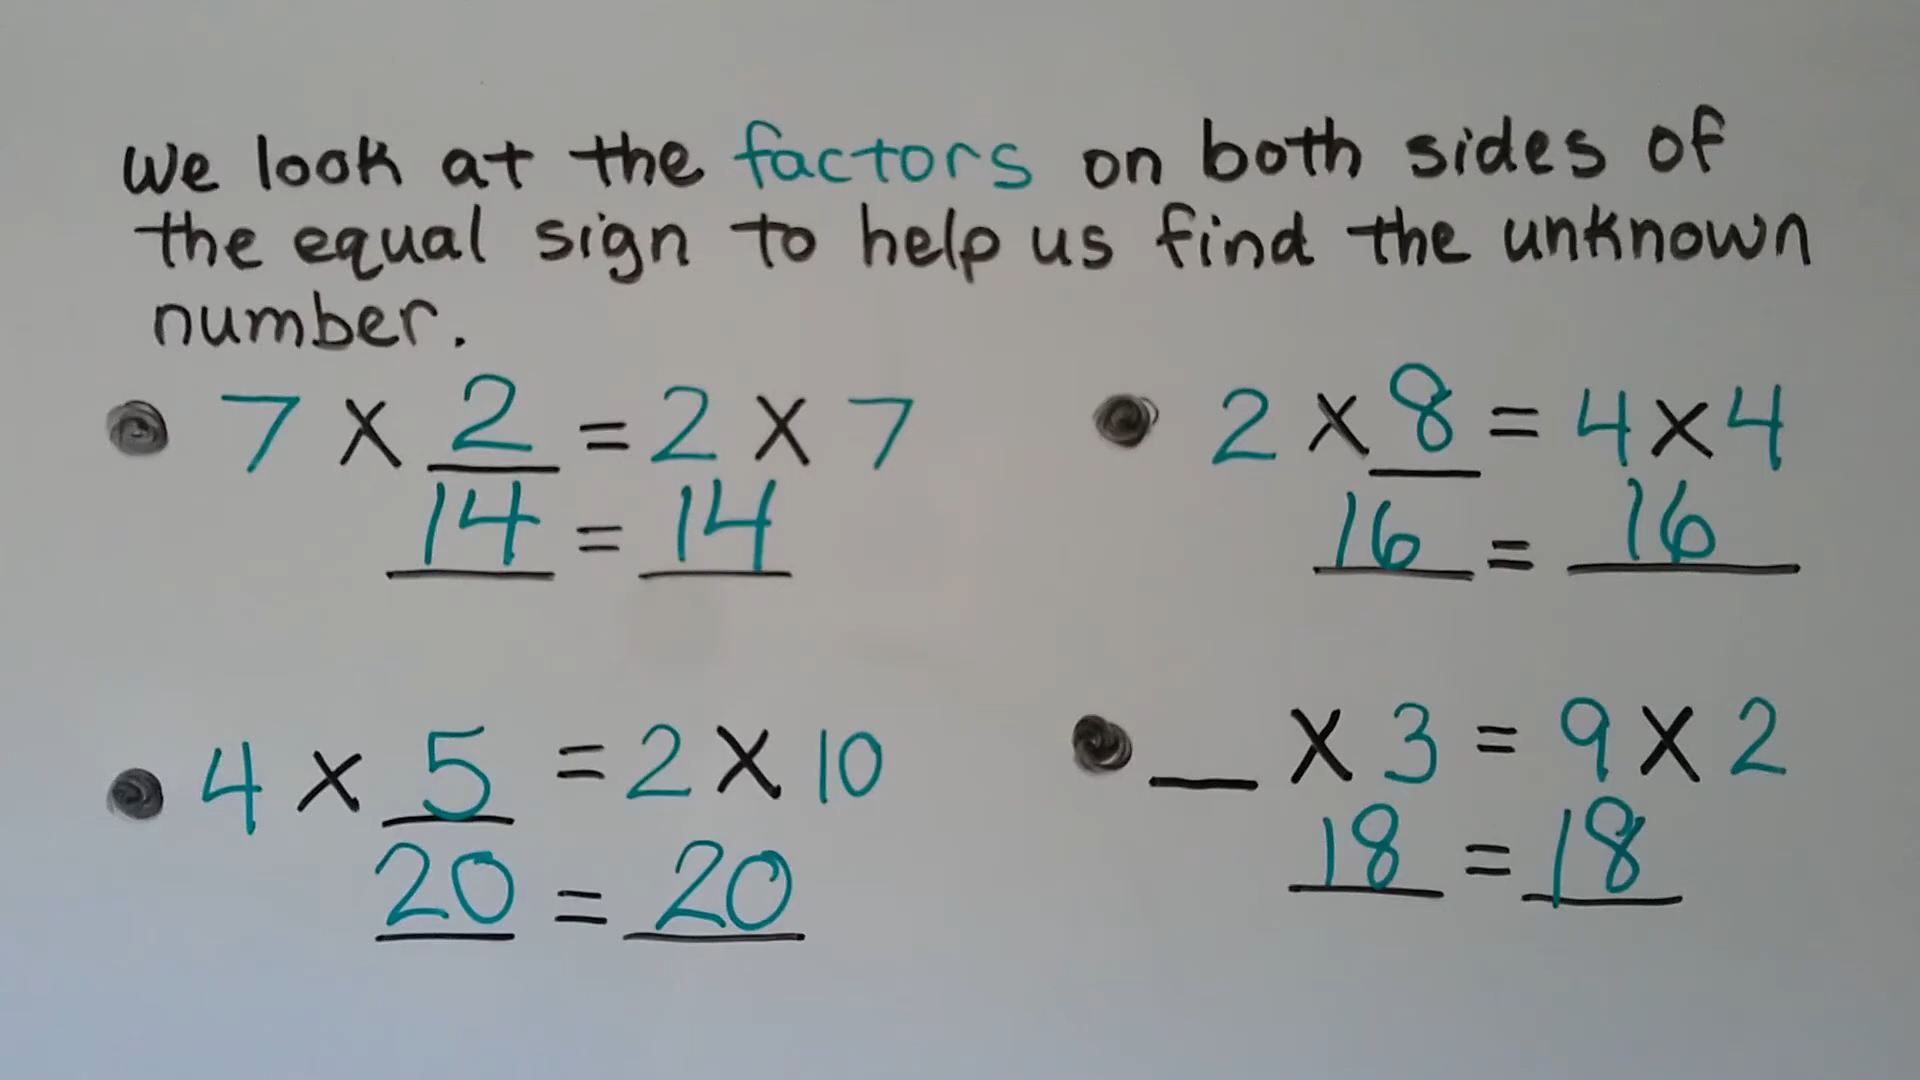 We look at the factors on both sides of
the equal sign to help us find the unknown
number.
7 X 2 = 2 X 7
14 = 14
2 X 8 = 4 X 4
16 = 16
4 X 5 = 2 X 10
20 = 20
__ X 3 = 9 X 2
18 = 18